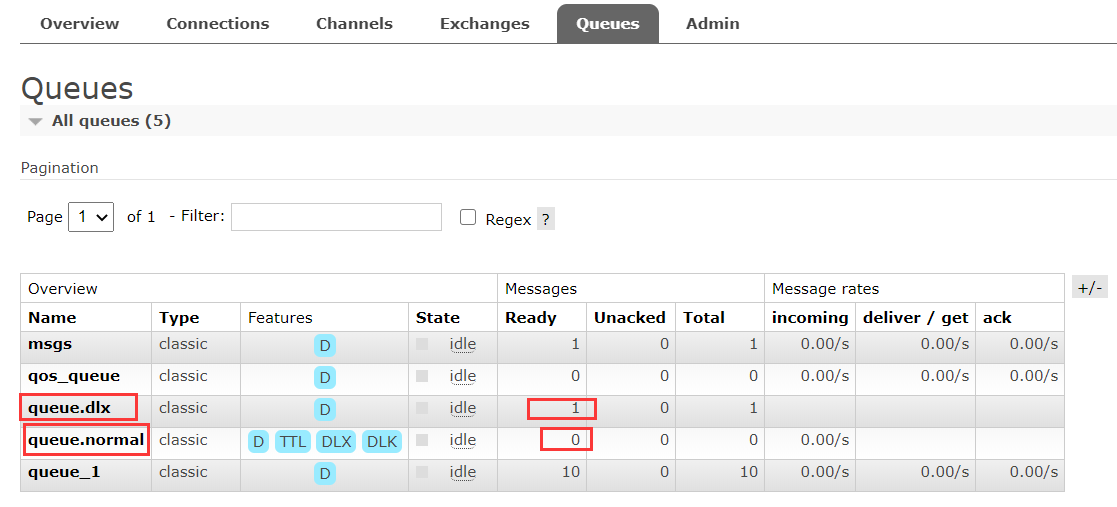 Overview Connections Channels Exchanges Queues Admin
Queues
All queues (5)
Pagination
Page 1 of 1 - Filter: Regex ?
Overview Messages Message rates +/-
Name Type Features State Ready Unacked Total incoming deliver / get ack
msgs classic D idle 1 0 1 0.00/s 0.00/s 0.00/s
qos_queue classic D idle 0 0 0 0.00/s 0.00/s 0.00/s
queue.dlx classic D idle 1 0 1
queue.normal classic D TTL DLX DLK idle 0 0 0 0.00/s
queue_1 classic D idle 10 0 10 0.00/s 0.00/s 0.00/s